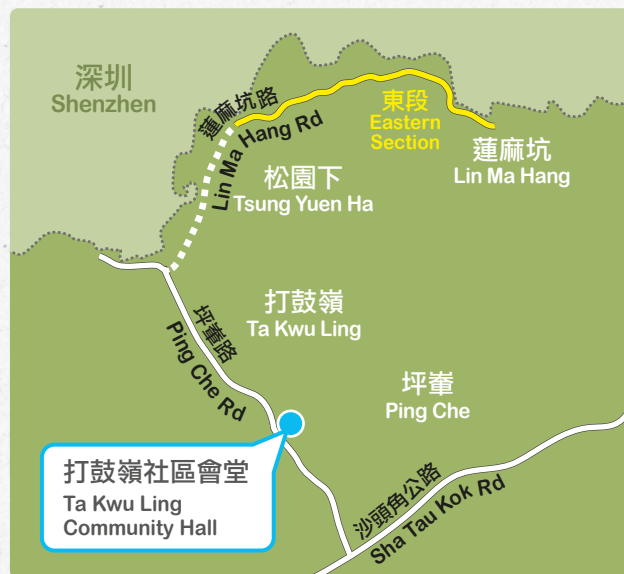 深圳
Shenzhen
蓮麻坑路
Lin Ma Hang Rd
東段
Eastern
Section
蓮麻坑
Lin Ma Hang
松園下
Tsung Yuen Ha
打鼓嶺
Ta Kwu Ling
坪輋路
Ping Che Rd
坪輋
Ping Che
打鼓嶺社區會堂
Ta Kwu Ling
Community Hall
沙頭角公路
Sha Tau Kok Rd